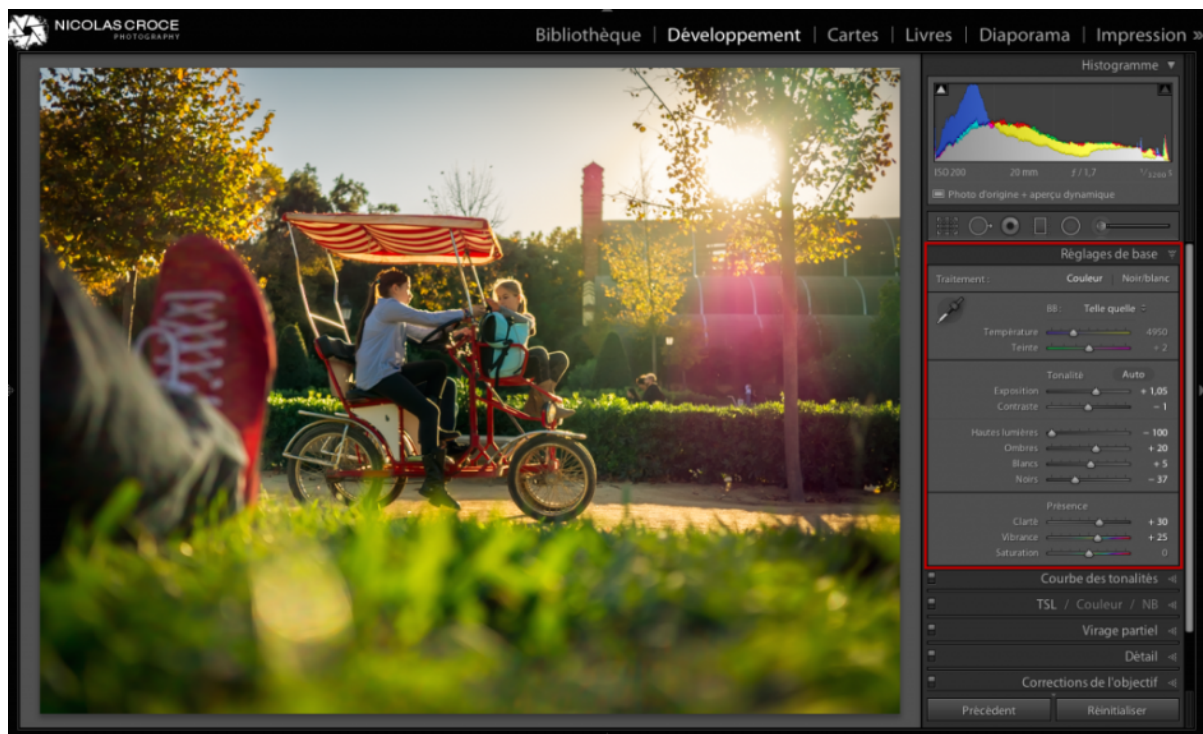 NICOLAS CROCE
PHOTOGRAPHY
Bibliothèque | Développement | Cartes | Livres | Diaporama | Impression »
Histogramme
ISO 200 20 mm ƒ / 1,7 1/3200 s
Photo d'origine + aperçu dynamique
Réglages de base
Traitement : Couleur | Noir/blanc
BB : Telle quelle
Température 4950
Teinte + 2
Tonalité Auto
Exposition + 1,05
Contraste − 1
Hautes lumières − 100
Ombres + 20
Blancs + 5
Noirs − 37
Présence
Clarté + 30
Vibrance + 25
Saturation 0
Courbe des tonalités
TSL / Couleur / NB
Virage partiel
Détail
Corrections de l'objectif
Précédent Réinitialiser